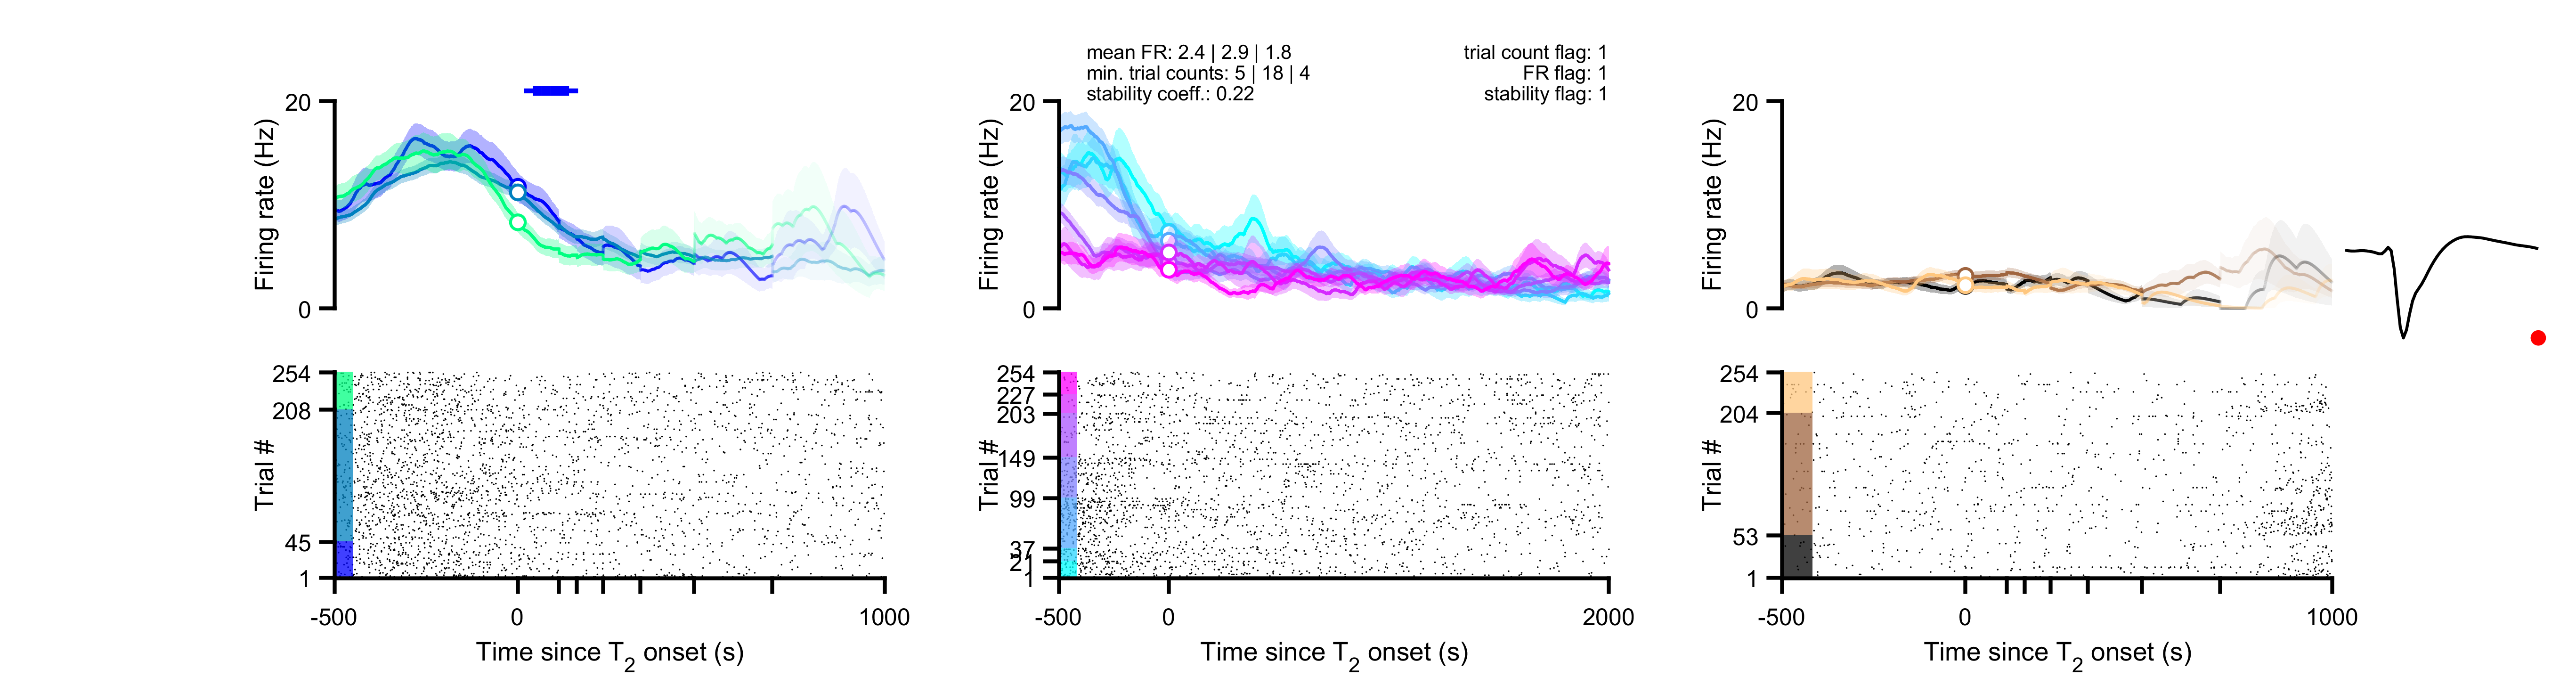 mean FR: 2.4 | 2.9 | 1.8
min. trial counts: 5 | 18 | 4
stability coeff.: 0.22
trial count flag: 1
FR flag: 1
stability flag: 1
20
0
Firing rate (Hz)
254
208
45
1
Trial #
-500
0
1000
Time since T2 onset (s)
20
0
Firing rate (Hz)
254
227
203
149
99
37
21
1
Trial #
-500
0
2000
Time since T2 onset (s)
20
0
Firing rate (Hz)
254
204
53
1
Trial #
-500
0
1000
Time since T2 onset (s)